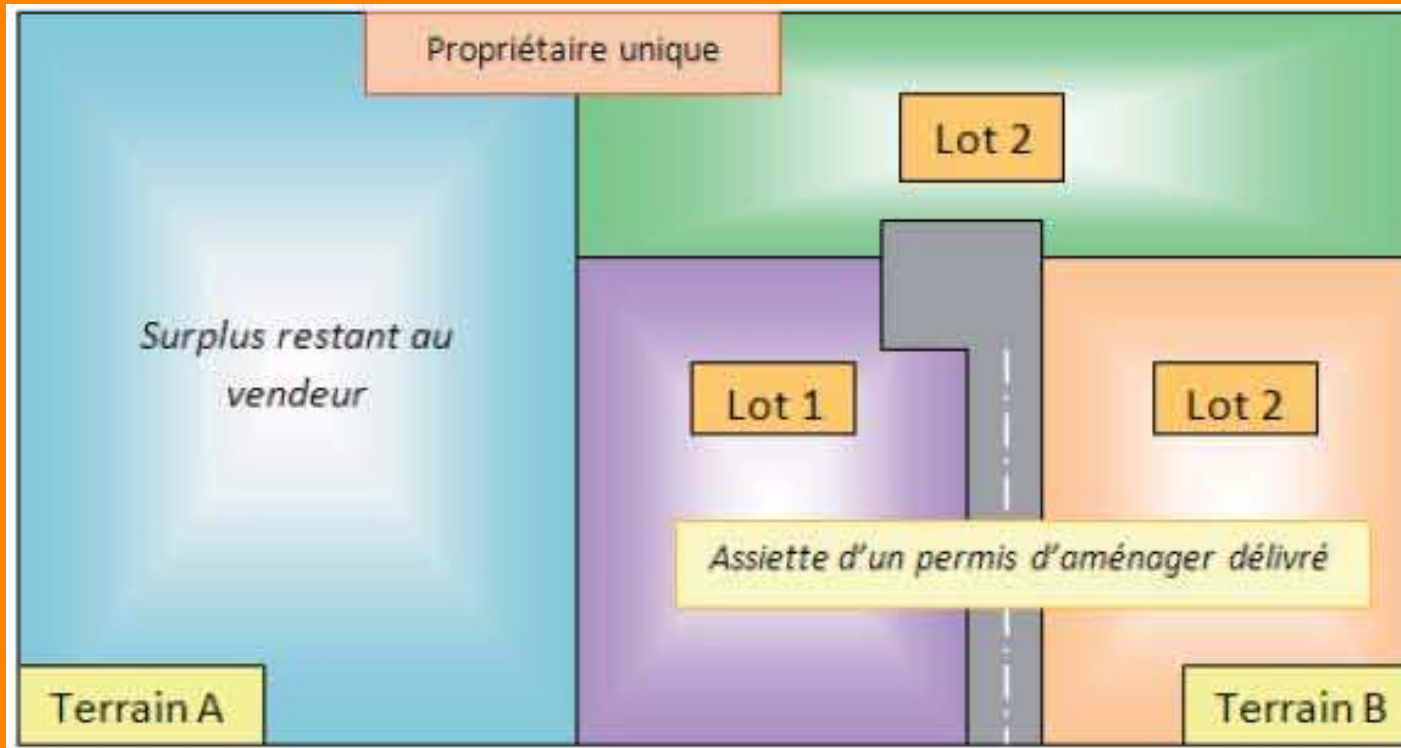 Propriétaire unique
Lot 2
Surplus restant au
vendeur
Lot 1
Lot 2
Assiette d'un permis d'aménager délivré
Terrain A
Terrain B